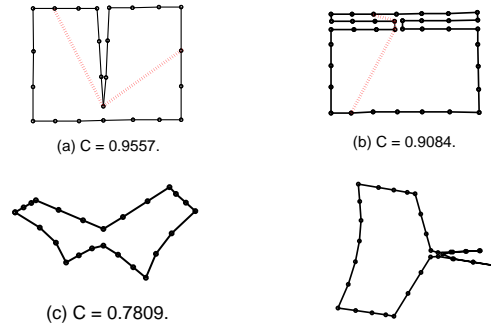 (a) C = 0.9557.
(b) C = 0.9084.
(c) C = 0.7809.